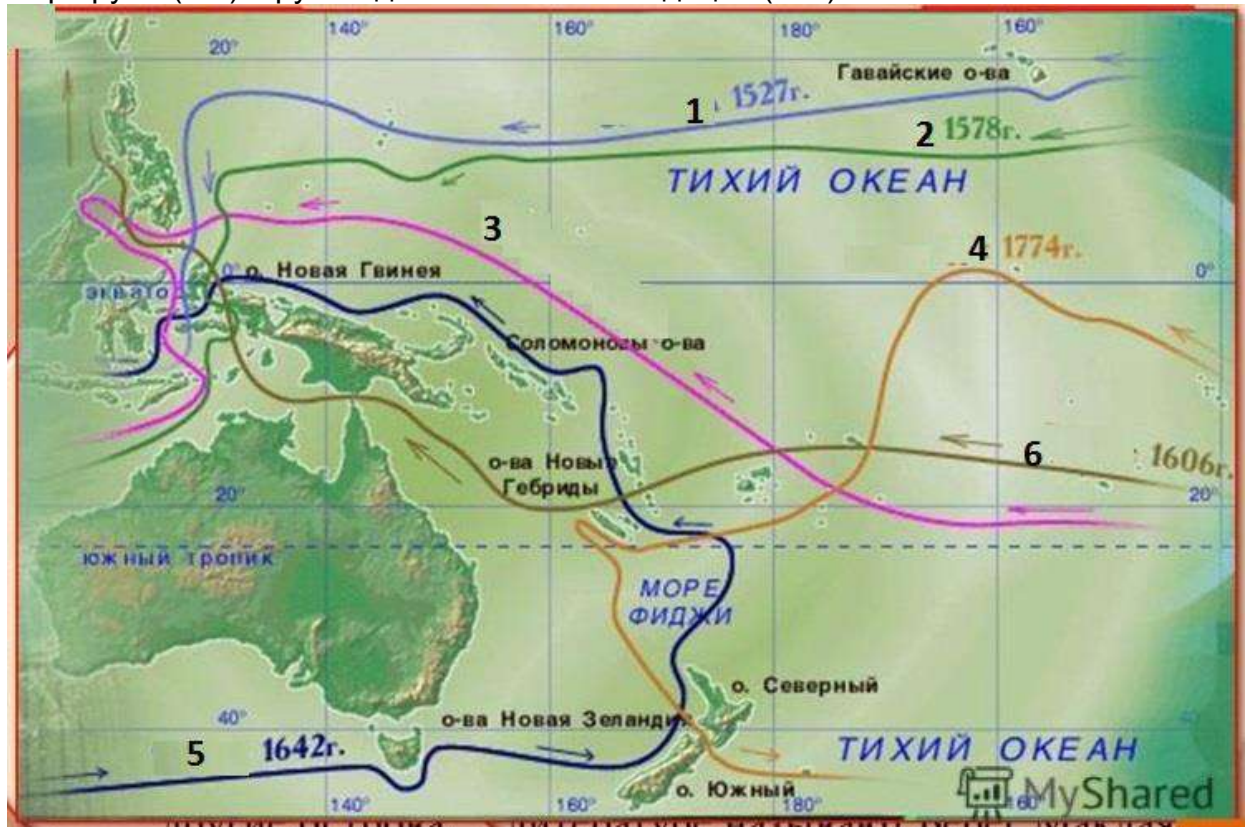 140°
160°
180°
160°
20°
Гавайские о-ва
1 1527г.
2 1578г.
ТИХИЙ ОКЕАН
3
4 1774г.
0° о. Новая Гвинея
0°
экватo
Соломоновы о-ва
6
1606г.
о-ва Новые
Гебриды
20°
20°
южный тропик
МОРЕ
ФИДЖИ
о. Северный
40°
о-ва Новая Зеландия
5 1642г.
ТИХИЙ ОКЕАН
о. Южный
140°
160°
180°
160°
MyShared